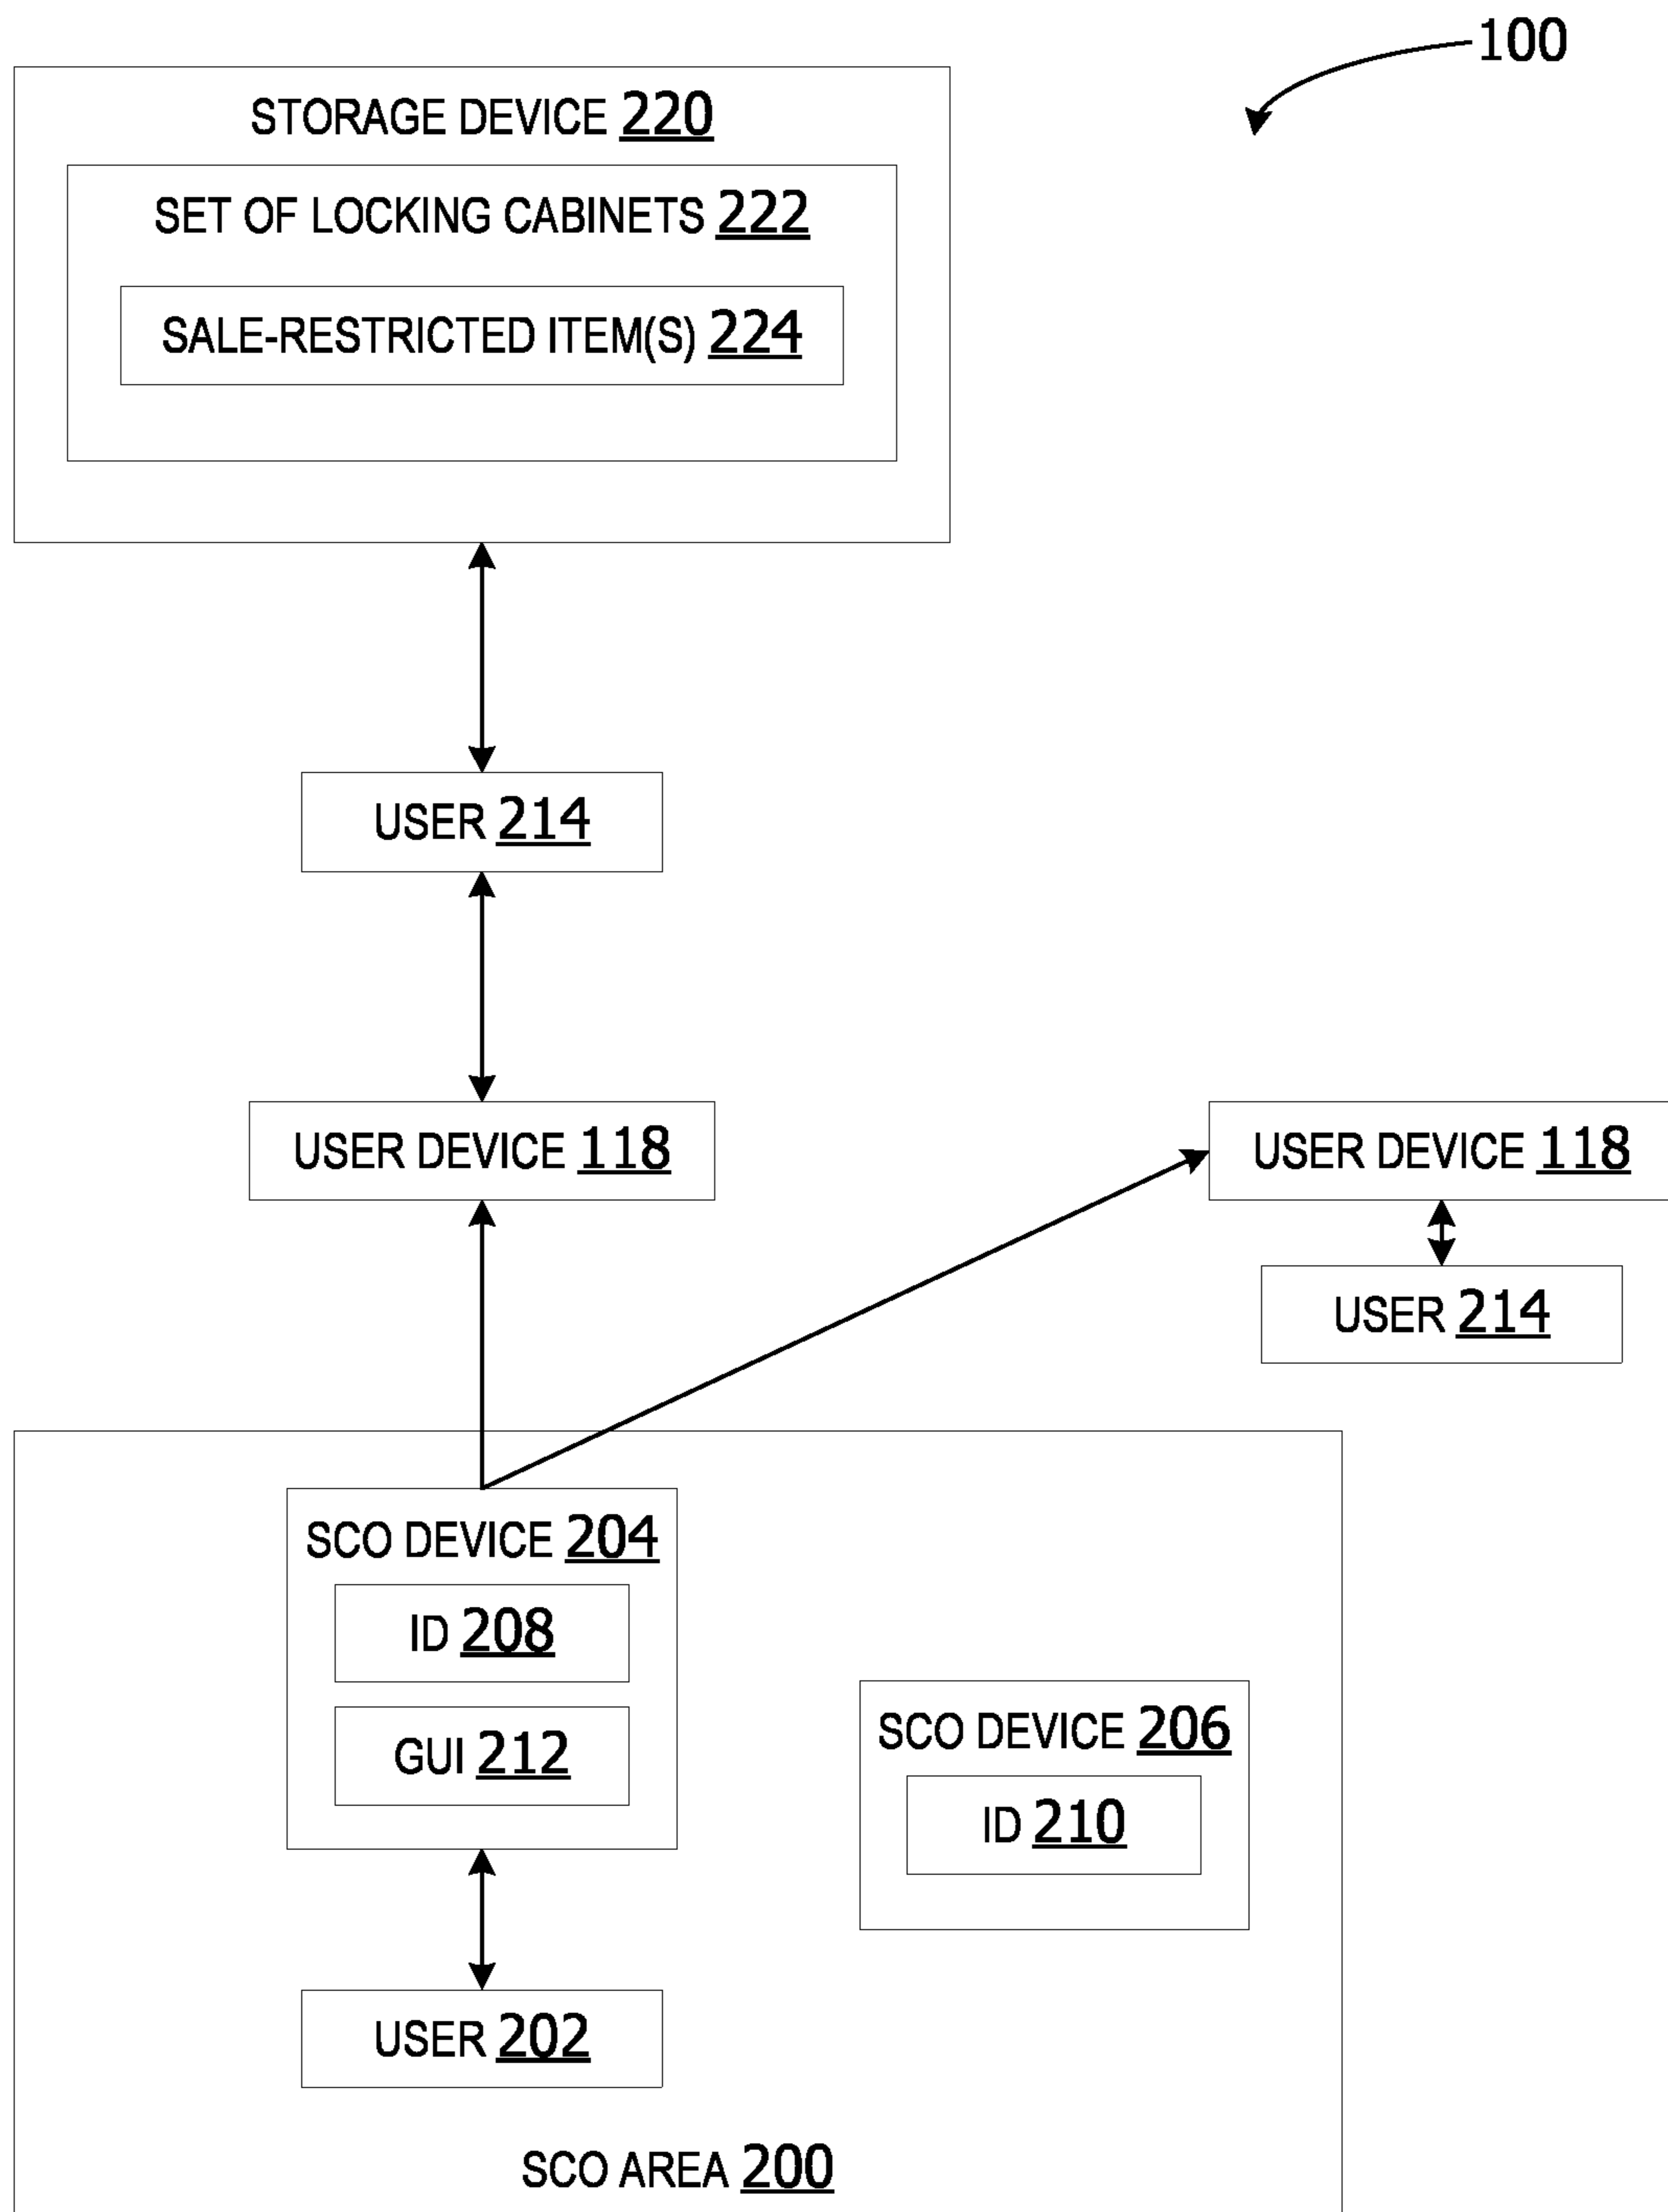 100
STORAGE DEVICE 220
SET OF LOCKING CABINETS 222
SALE-RESTRICTED ITEM(S) 224
USER 214
USER DEVICE 118
USER DEVICE 118
USER 214
SCO DEVICE 204
ID 208
GUI 212
SCO DEVICE 206
ID 210
USER 202
SCO AREA 200